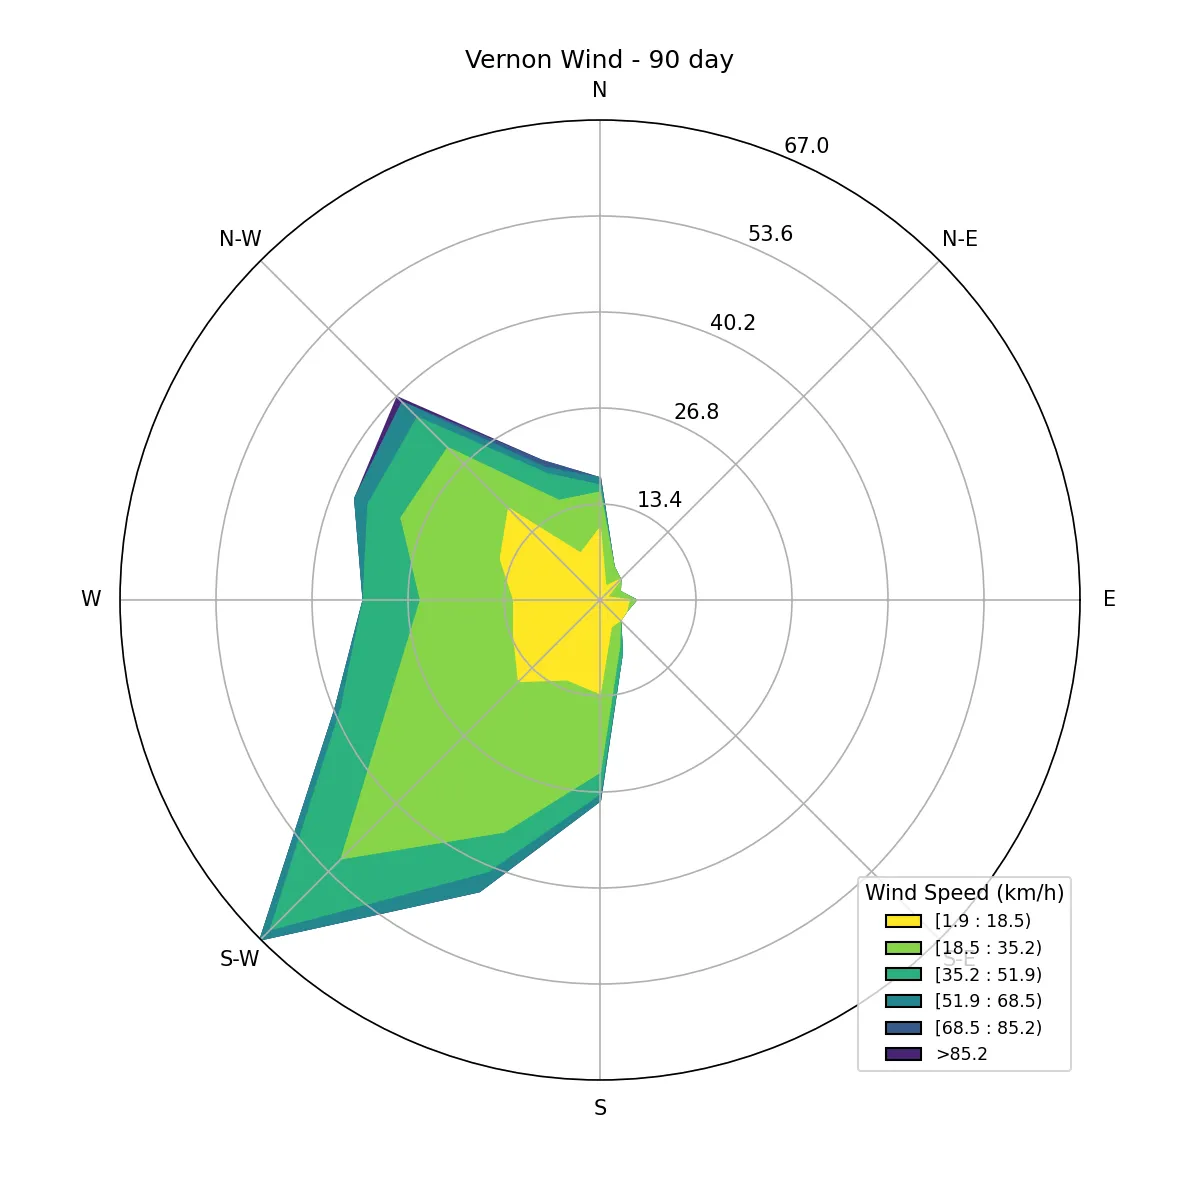 Vernon Wind - 90 day
N
67.0
N-W
53.6
N-E
40.2
26.8
13.4
W
E
Wind Speed (km/h)
[1.9 : 18.5)
[18.5 : 35.2)
S-W
S-E
[35.2 : 51.9)
[51.9 : 68.5)
[68.5 : 85.2)
>85.2
S